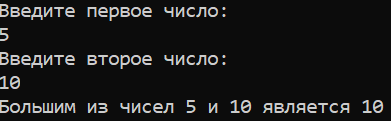 Введите первое число:
5
Введите второе число:
10
Большим из чисел 5 и 10 является 10